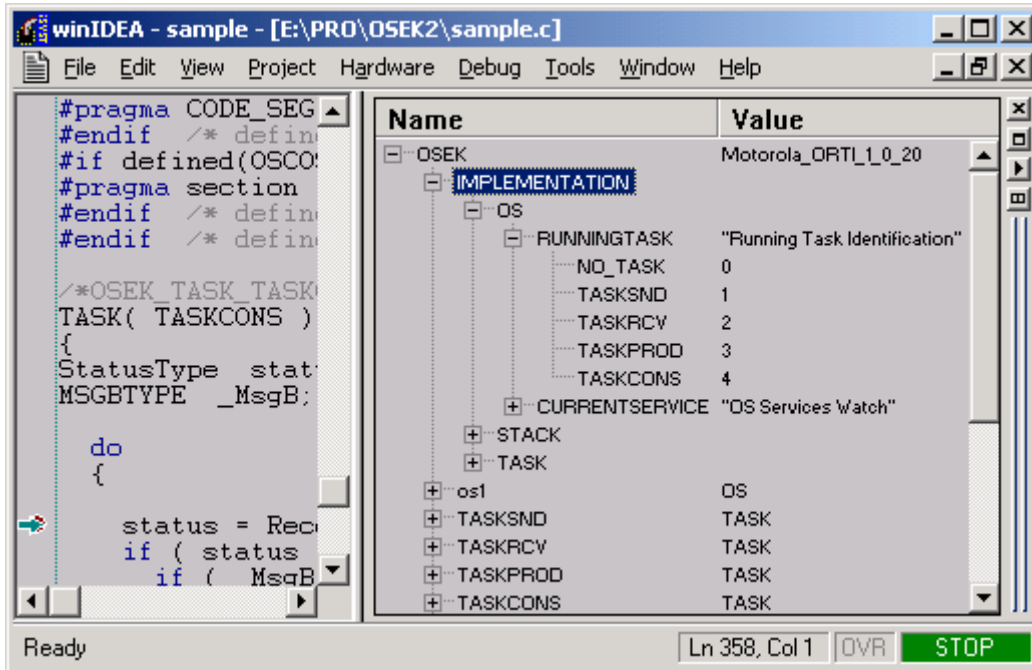 winIDEA - sample - [E:\PRO\OSEK2\sample.c]
File Edit View Project Hardware Debug Tools Window Help
#pragma CODE_SEG
#endif /* defin
#if defined(OSCO
#pragma section
#endif /* defin
#endif /* defin
/*OSEK_TASK_TASK
TASK( TASKCONS )
{
StatusType stat
MSGBTYPE _MsgB;
do
{
status = Rec
if ( status
if ( _MsgB
Name Value
OSEK Motorola_ORTI_1_0_20
IMPLEMENTATION
OS
RUNNINGTASK "Running Task Identification"
NO_TASK 0
TASKSND 1
TASKRCV 2
TASKPROD 3
TASKCONS 4
CURRENTSERVICE "OS Services Watch"
STACK
TASK
os1 OS
TASKSND TASK
TASKRCV TASK
TASKPROD TASK
TASKCONS TASK
Ready Ln 358, Col 1 OVR STOP